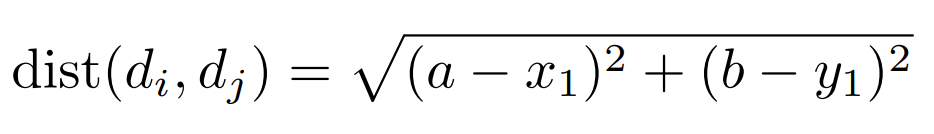 dist(d_i, d_j) = √((a − x_1)^2 + (b − y_1)^2)